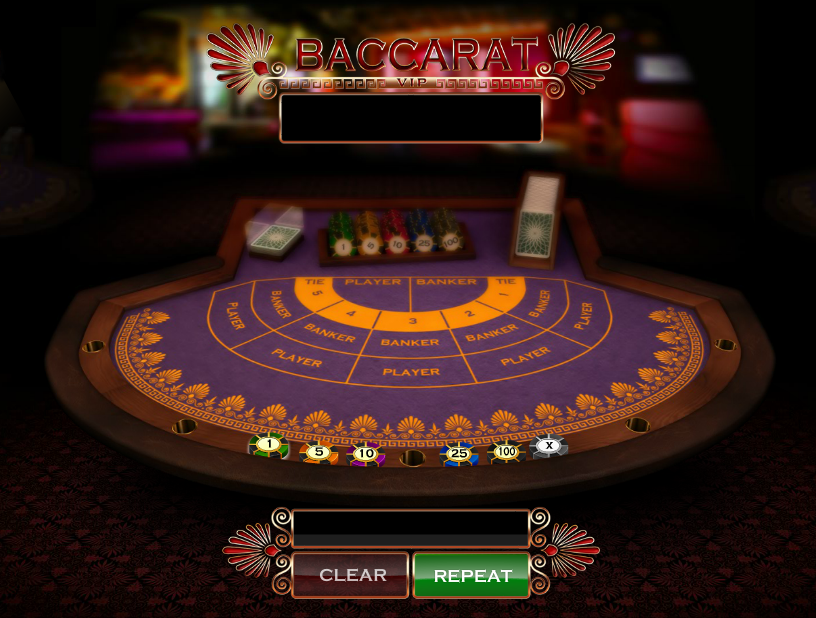 BACCARAT
VIP
1 5 10 25 100
TIE PLAYER BANKER TIE
5 4 3 2 1
PLAYER BANKER BANKER BANKER BANKER BANKER PLAYER
PLAYER PLAYER PLAYER
1 5 10 25 100 X
CLEAR REPEAT